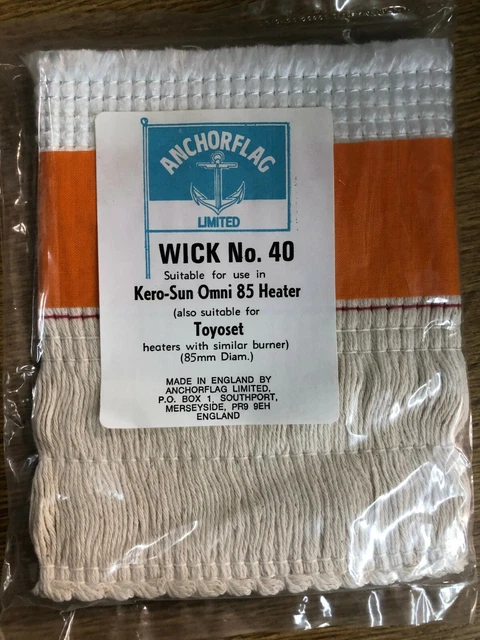 ANCHORFLAG
LIMITED
WICK No. 40
Suitable for use in
Kero-Sun Omni 85 Heater
(also suitable for
Toyoset
heaters with similar burner)
(85mm Diam.)
MADE IN ENGLAND BY
ANCHORFLAG LIMITED,
P.O. BOX 1, SOUTHPORT,
MERSEYSIDE, PR9 9EH
ENGLAND